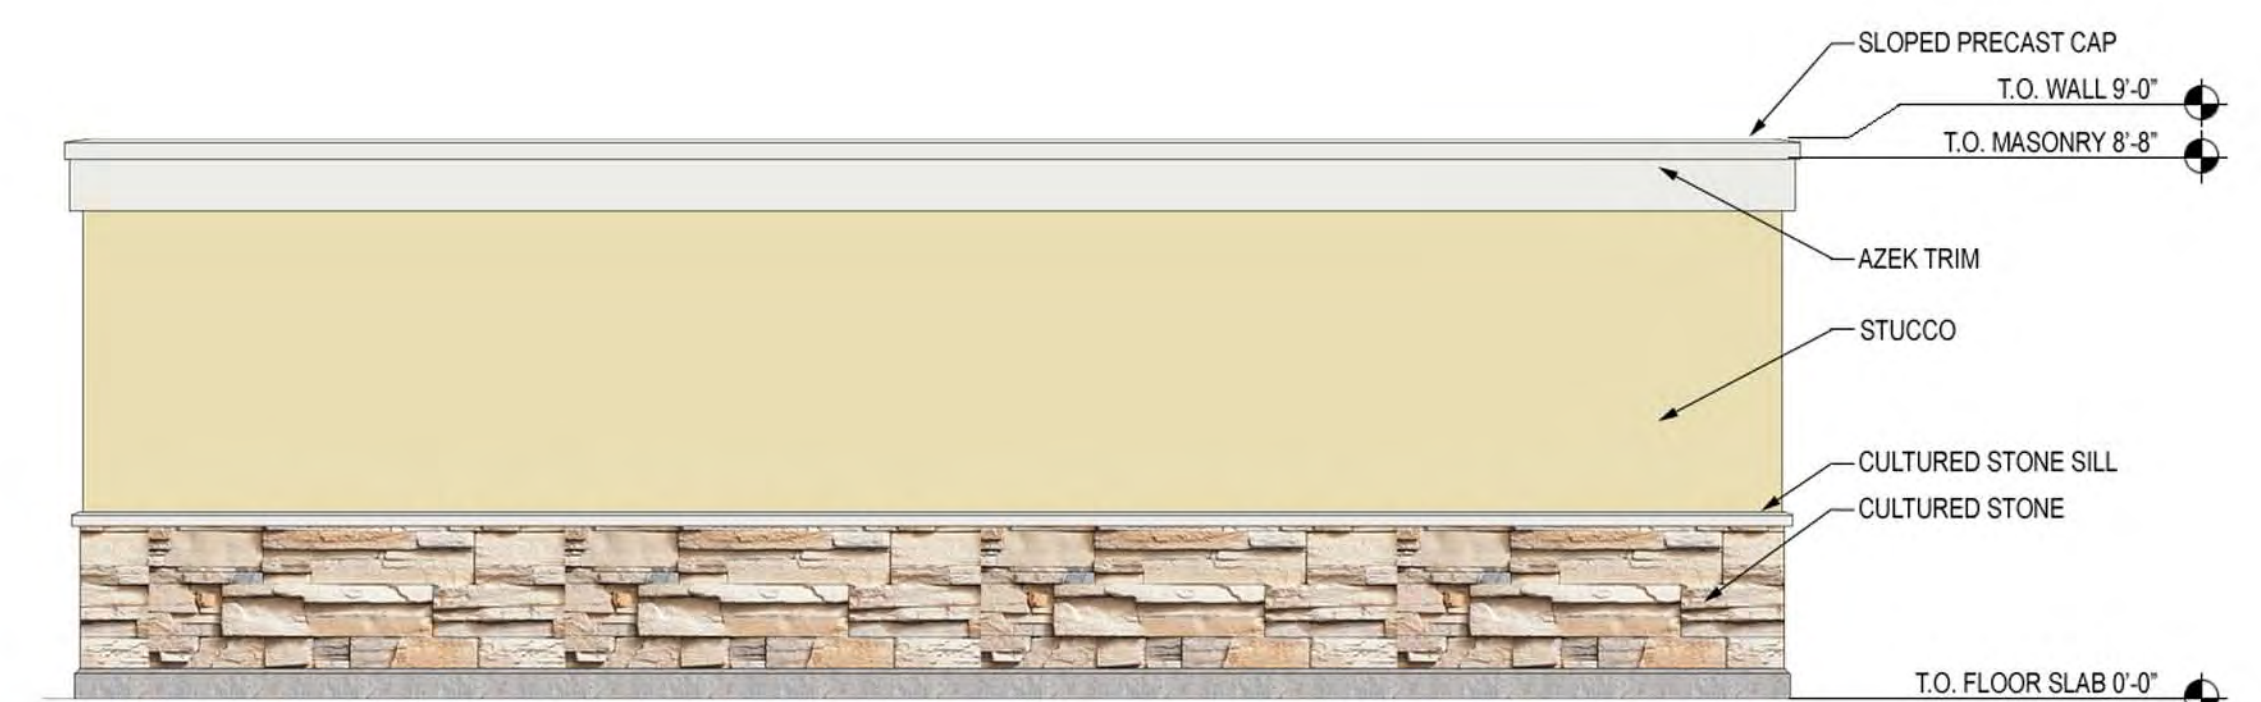 SLOPED PRECAST CAP
T.O. WALL 9'-0"
T.O. MASONRY 8'-8"
AZEK TRIM
STUCCO
CULTURED STONE SILL
CULTURED STONE
T.O. FLOOR SLAB 0'-0"